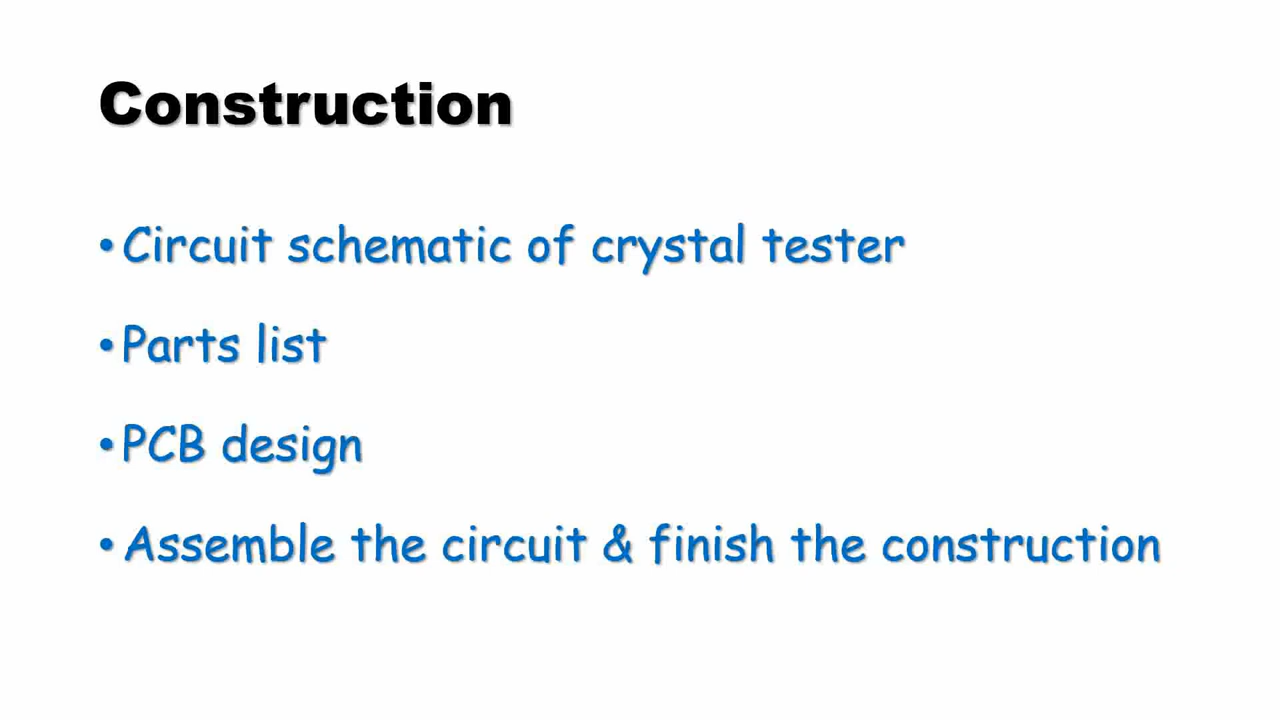 Construction
• Circuit schematic of crystal tester
• Parts list
• PCB design
• Assemble the circuit & finish the construction